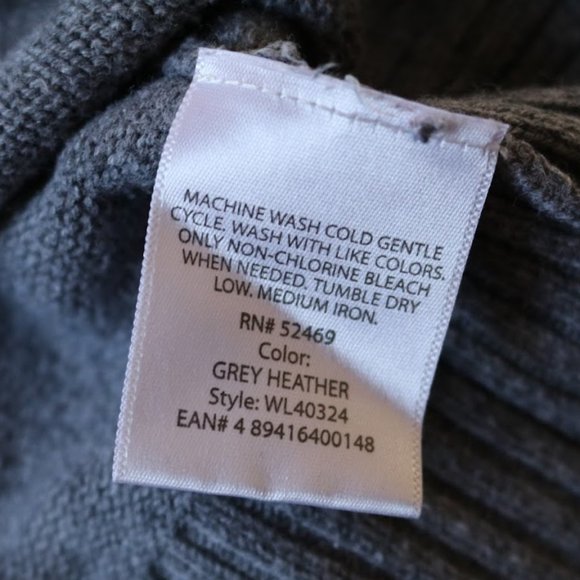 MACHINE WASH COLD GENTLE
CYCLE. WASH WITH LIKE COLORS.
ONLY NON-CHLORINE BLEACH
WHEN NEEDED. TUMBLE DRY
LOW. MEDIUM IRON.
RN# 52469
Color:
GREY HEATHER
Style: WL40324
EAN# 4 89416400148